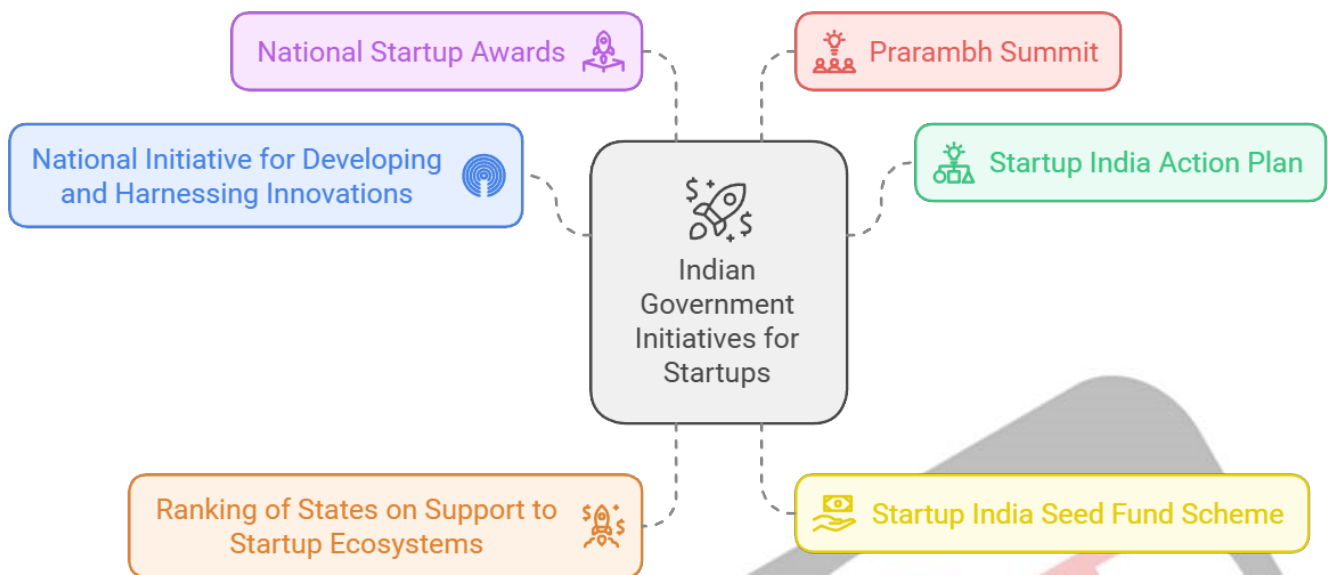 National Startup Awards
Prarambh Summit
National Initiative for Developing
and Harnessing Innovations
Startup India Action Plan
Indian
Government
Initiatives for
Startups
Ranking of States on Support to
Startup Ecosystems
Startup India Seed Fund Scheme